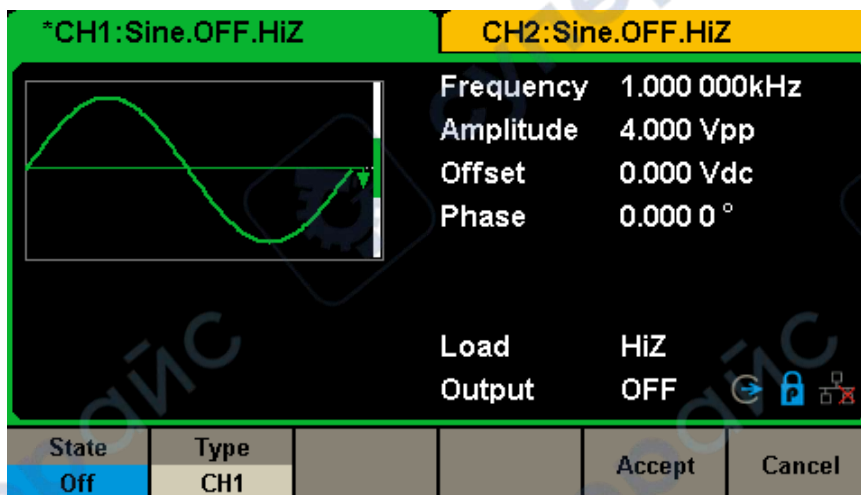 *CH1:Sine.OFF.HiZ CH2:Sine.OFF.HiZ
Frequency 1.000 000kHz
Amplitude 4.000 Vpp
Offset 0.000 Vdc
Phase 0.000 0 °
Load HiZ
Output OFF P
State Type Accept Cancel
Off CH1